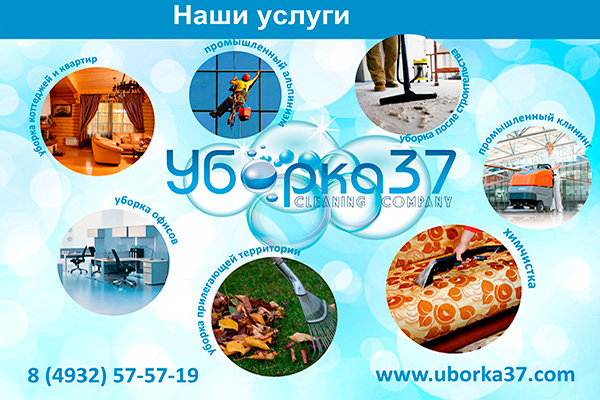 Наши услуги
уборка коттеджей и квартир
промышленный альпинизм
уборка после строительства
промышленный клининг
Уборка37
CLEANING COMPANY
уборка офисов
уборка прилегающей территории
химчистка
8 (4932) 57-57-19
www.uborka37.com